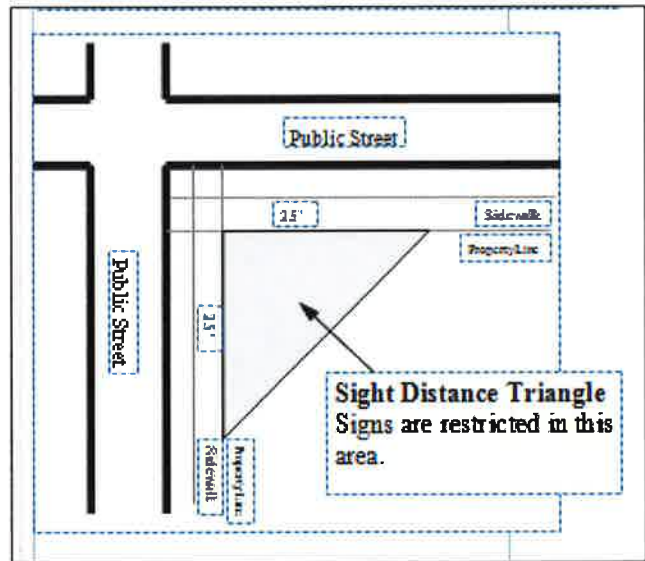 Public Street
25'
Sidewalk
Property Line
Public Street
25'
Sight Distance Triangle
Signs are restricted in this
area.
Sidewalk
Property Line